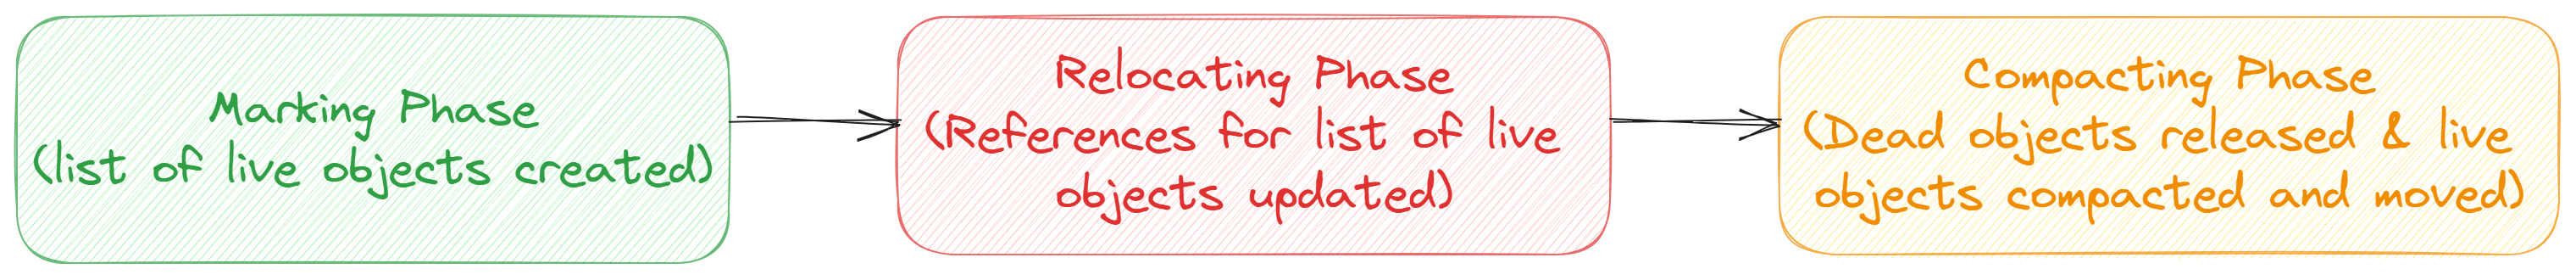 Marking Phase
(list of live objects created)
Relocating Phase
(References for list of live
objects updated)
Compacting Phase
(Dead objects released & live
objects compacted and moved)